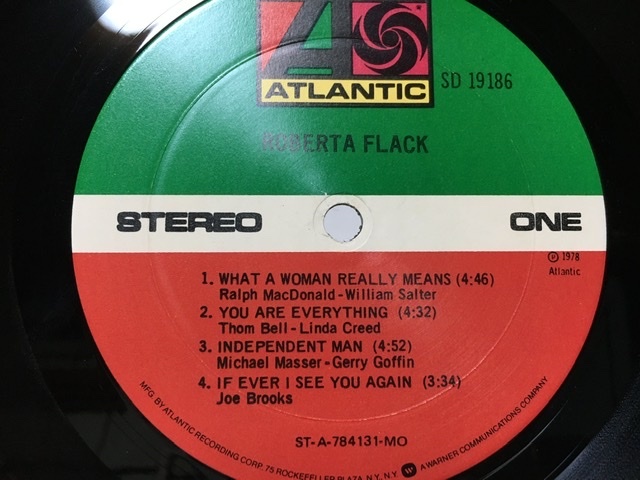 ATLANTIC
SD 19186
ROBERTA FLACK
STEREO
ONE
Ⓟ 1978
Atlantic
1. WHAT A WOMAN REALLY MEANS (4:46)
Ralph MacDonald-William Salter
2. YOU ARE EVERYTHING (4:32)
Thom Bell-Linda Creed
3. INDEPENDENT MAN (4:52)
Michael Masser-Gerry Goffin
4. IF EVER I SEE YOU AGAIN (3:34)
Joe Brooks
ST-A-784131-MO
MFG. BY ATLANTIC RECORDING CORP. 75 ROCKEFELLER PLAZA, N.Y. N.Y. A WARNER COMMUNICATIONS COMPANY